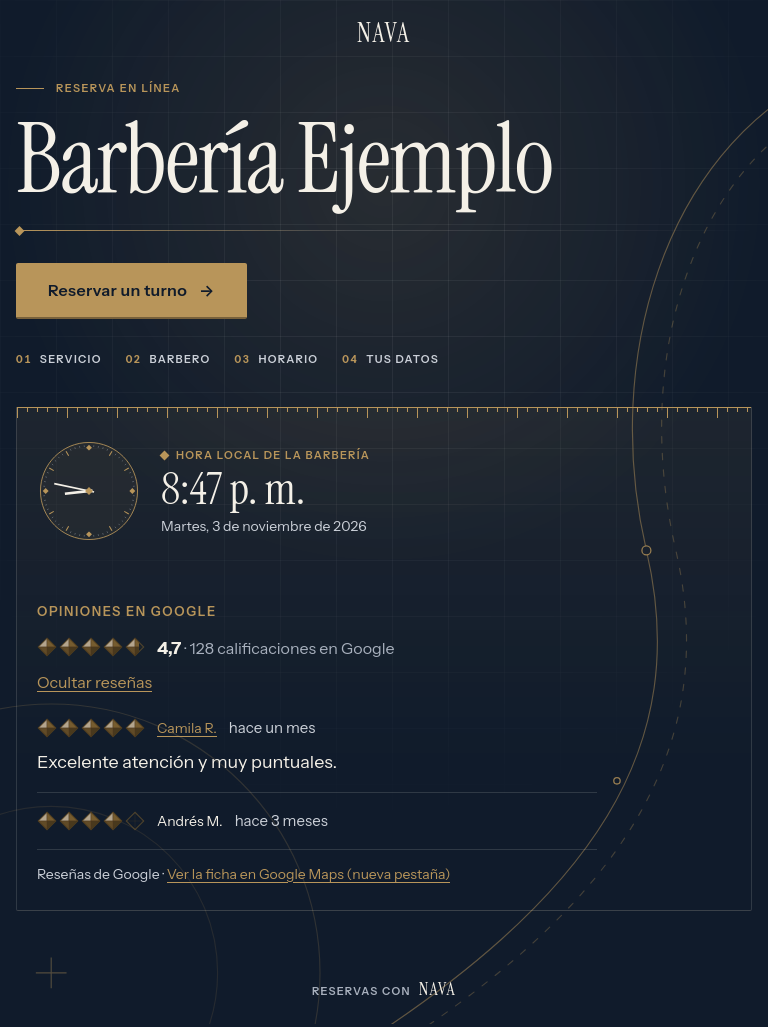 NAVA
RESERVA EN LÍNEA
Barbería Ejemplo
Reservar un turno →
01 SERVICIO 02 BARBERO 03 HORARIO 04 TUS DATOS
HORA LOCAL DE LA BARBERÍA
8:47 p. m.
Martes, 3 de noviembre de 2026
OPINIONES EN GOOGLE
4,7 · 128 calificaciones en Google
Ocultar reseñas
Camila R. hace un mes
Excelente atención y muy puntuales.
Andrés M. hace 3 meses
Reseñas de Google · Ver la ficha en Google Maps (nueva pestaña)
RESERVAS CON NAVA